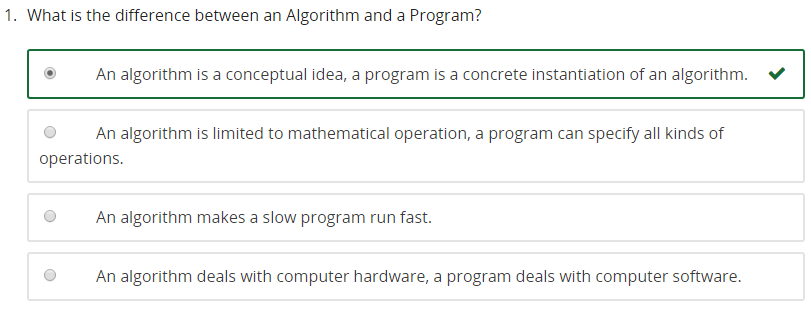 1. What is the difference between an Algorithm and a Program?
An algorithm is a conceptual idea, a program is a concrete instantiation of an algorithm.
An algorithm is limited to mathematical operation, a program can specify all kinds of
operations.
An algorithm makes a slow program run fast.
An algorithm deals with computer hardware, a program deals with computer software.